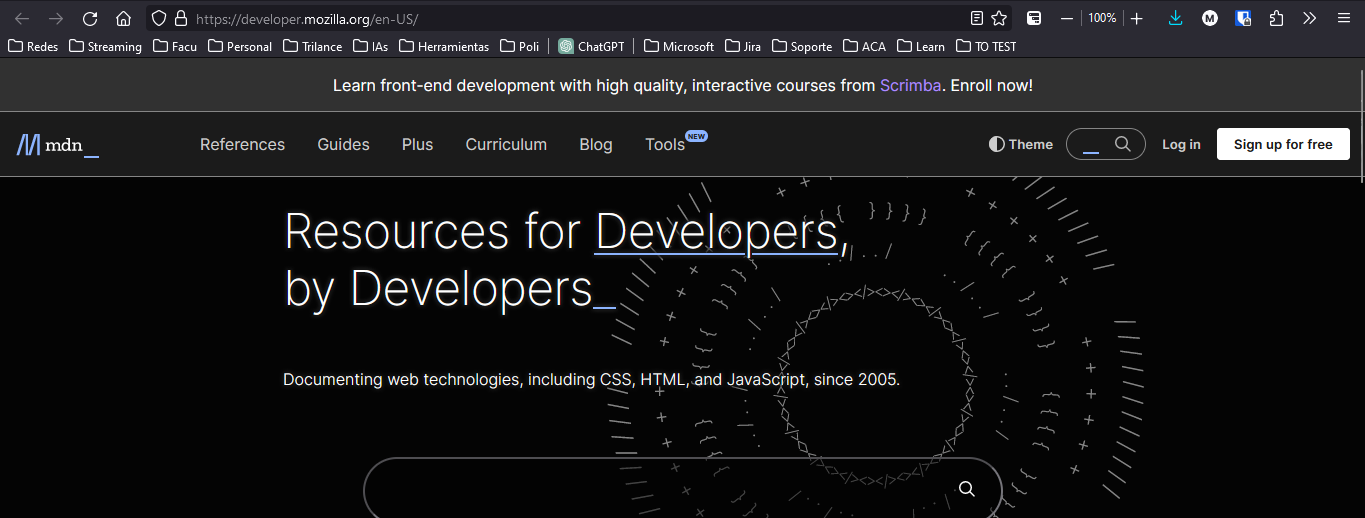 https://developer.mozilla.org/en-US/ 100% M
Redes Streaming Facu Personal Trilance IAs Herramientas Poli ChatGPT Microsoft Jira Soporte ACA Learn TO TEST
Learn front-end development with high quality, interactive courses from Scrimba. Enroll now!
mdn_ References Guides Plus Curriculum Blog Tools NEW Theme _ Log in Sign up for free
Resources for Developers,
by Developers_
Documenting web technologies, including CSS, HTML, and JavaScript, since 2005.